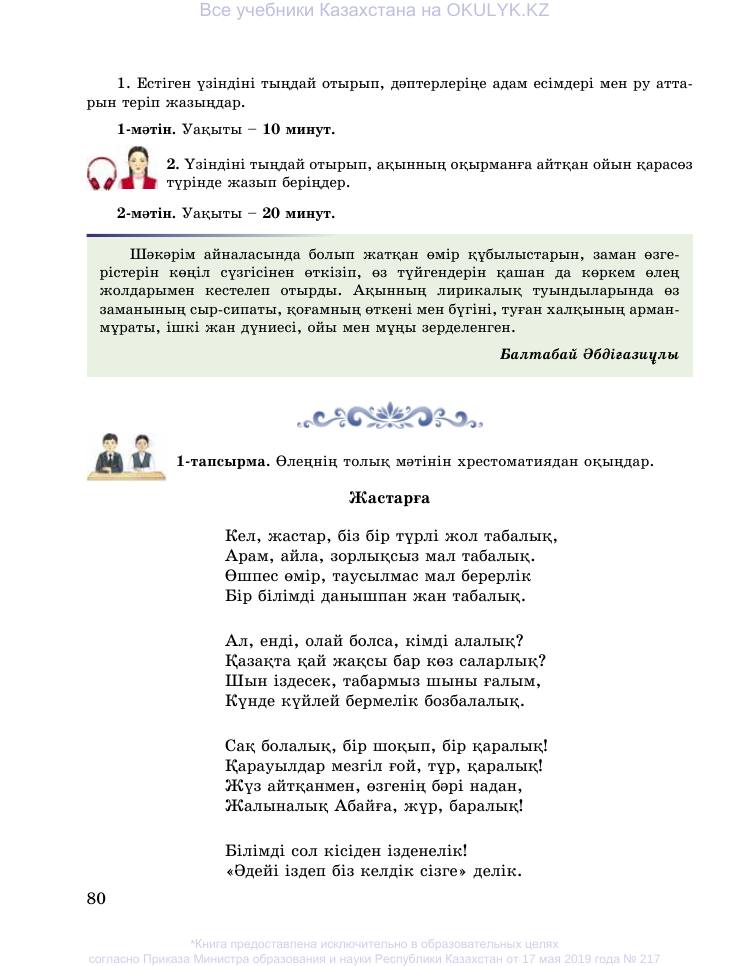 Все учебники Казахстана на OKULYK.KZ
1. Естіген үзіндіні тыңдай отырып, дәптерлеріңе адам есімдері мен ру атта-
рын теріп жазыңдар.
1-мәтін. Уақыты – 10 минут.
2. Үзіндіні тыңдай отырып, ақынның оқырманға айтқан ойын қарасөз
түрінде жазып беріңдер.
2-мәтін. Уақыты – 20 минут.
Шәкәрім айналасында болып жатқан өмір құбылыстарын, заман өзге-
рістерін көңіл сүзгісінен өткізіп, өз түйгендерін қашан да көркем өлең
жолдарымен кестелеп отырды. Ақынның лирикалық туындыларында өз
заманының сыр-сипаты, қоғамның өткені мен бүгіні, туған халқының арман-
мұраты, ішкі жан дүниесі, ойы мен мұңы зерделенген.
Балтабай Әбдіғазиұлы
1-тапсырма. Өлеңнің толық мәтінін хрестоматиядан оқыңдар.
Жастарға
Кел, жастар, біз бір түрлі жол табалық,
Арам, айла, зорлықсыз мал табалық.
Өшпес өмір, таусылмас мал берерлік
Бір білімді данышпан жан табалық.
Ал, енді, олай болса, кімді алалық?
Қазақта қай жақсы бар көз саларлық?
Шын іздесек, табармыз шыны ғалым,
Күнде күйлей бермелік бозбалалық.
Сақ болалық, бір шоқып, бір қаралық!
Қарауылдар мезгіл ғой, тұр, қаралық!
Жүз айтқанмен, өзгенің бәрі надан,
Жалыналық Абайға, жүр, баралық!
Білімді сол кісіден ізденелік!
«Әдейі іздеп біз келдік сізге» делік.
80
*Книга предоставлена исключительно в образовательных целях
согласно Приказа Министра образования и науки Республики Казахстан от 17 мая 2019 года № 217